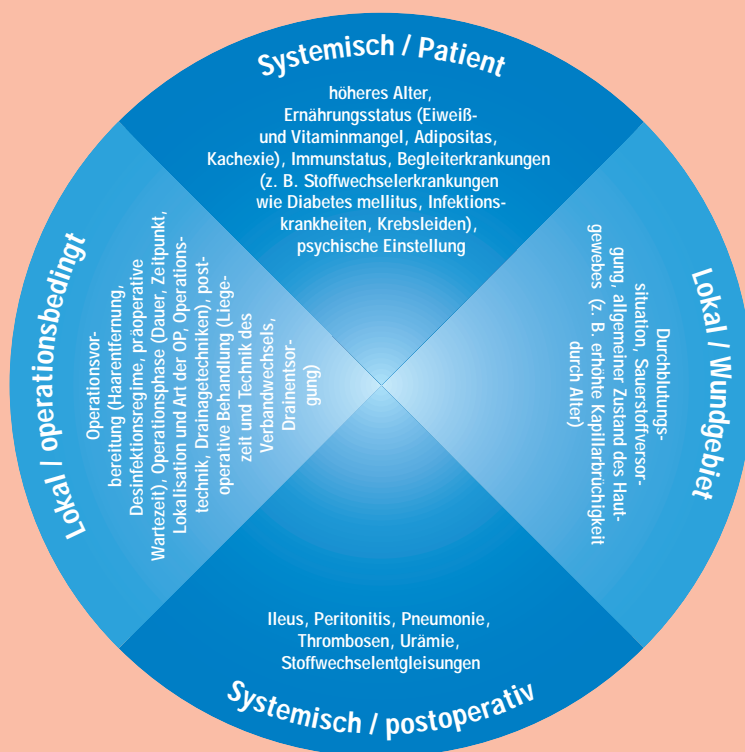 Systemisch / Patient
höheres Alter,
Ernährungsstatus (Eiweiß-
und Vitaminmangel, Adipositas,
Kachexie), Immunstatus, Begleiterkrankungen
(z. B. Stoffwechselerkrankungen
wie Diabetes mellitus, Infektions-
krankheiten, Krebsleiden),
psychische Einstellung
Lokal / Wundgebiet
Durchblutungs-
situation, Sauerstoffversor-
gung, allgemeiner Zustand des Haut-
gewebes (z. B. erhöhte Kapillarbrüchigkeit
durch Alter)
Systemisch / postoperativ
Ileus, Peritonitis, Pneumonie,
Thrombosen, Urämie,
Stoffwechselentgleisungen
Lokal / operationsbedingt
Operationsvor-
bereitung (Haarentfernung,
Desinfektionsregime, präoperative
Wartezeit), Operationsphase (Dauer, Zeitpunkt,
Lokalisation und Art der OP, Operations-
technik, Drainagetechniken), post-
operative Behandlung (Liege-
zeit und Technik des
Verbandwechsels,
Drainentsor-
gung)